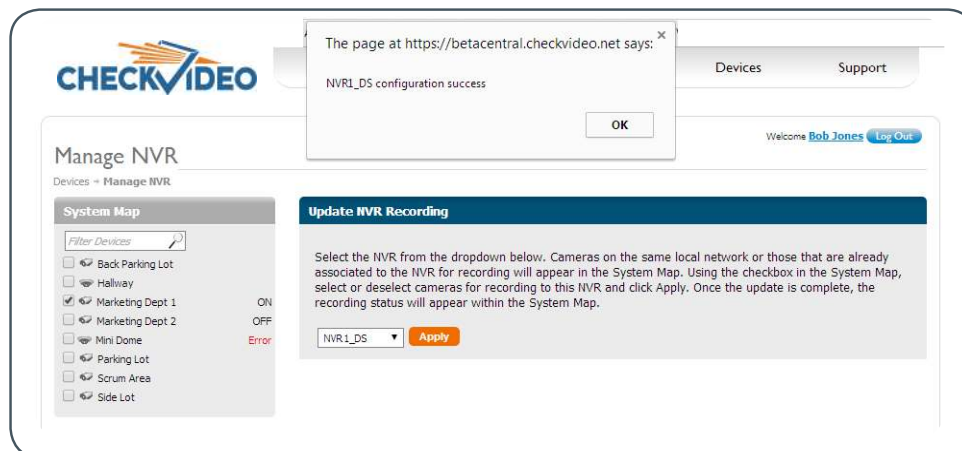 The page at https://betacentral.checkvideo.net says:
×
NVR1_DS configuration success
OK
CHECKVIDEO
Devices
Support
Welcome Bob Jones Log Out
Manage NVR
Devices → Manage NVR
System Map
Filter Devices
Back Parking Lot
Hallway
Marketing Dept 1 ON
Marketing Dept 2 OFF
Mini Dome Error
Parking Lot
Scrum Area
Side Lot
Update NVR Recording
Select the NVR from the dropdown below. Cameras on the same
local network or those that are already
associated to the NVR for recording will appear in the System Map. Using the checkbox in the System Map,
select or deselect cameras for recording to this NVR and click Apply. Once the update is complete, the
recording status will appear within the System Map.
NVR1_DS ▼ Apply